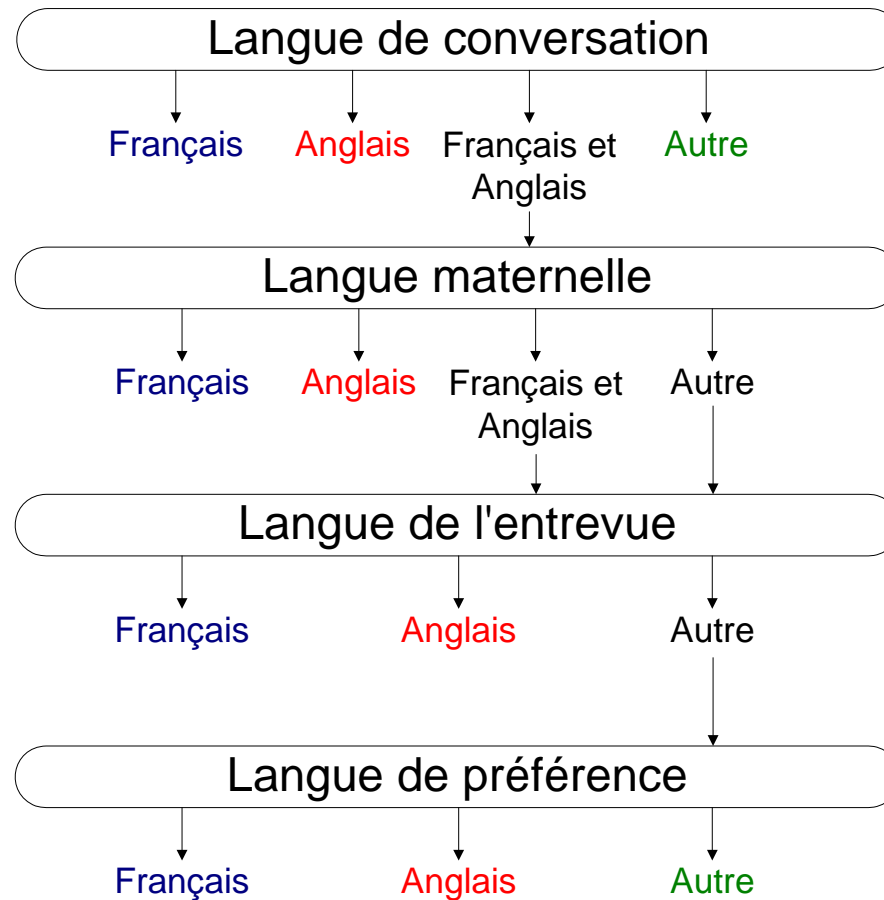 Langue de conversation
Français Anglais Français et Autre
Anglais
Langue maternelle
Français Anglais Français et Autre
Anglais
Langue de l'entrevue
Français Anglais Autre
Langue de préférence
Français Anglais Autre